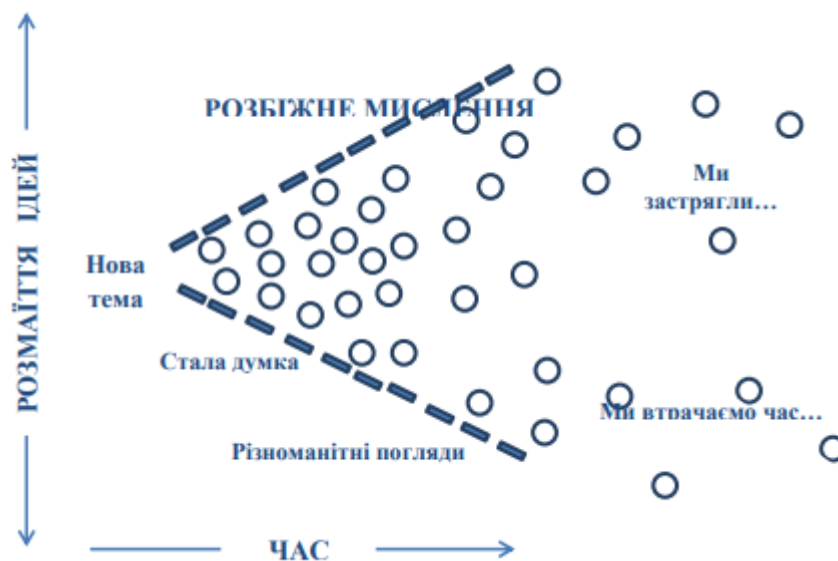 РОЗБІЖНЕ МИСЛЕННЯ
РОЗМАЇТТЯ ІДЕЙ
Ми
застрягли…
Нова
тема
Стала думка
Ми втрачаємо час…
Різноманітні погляди
ЧАС